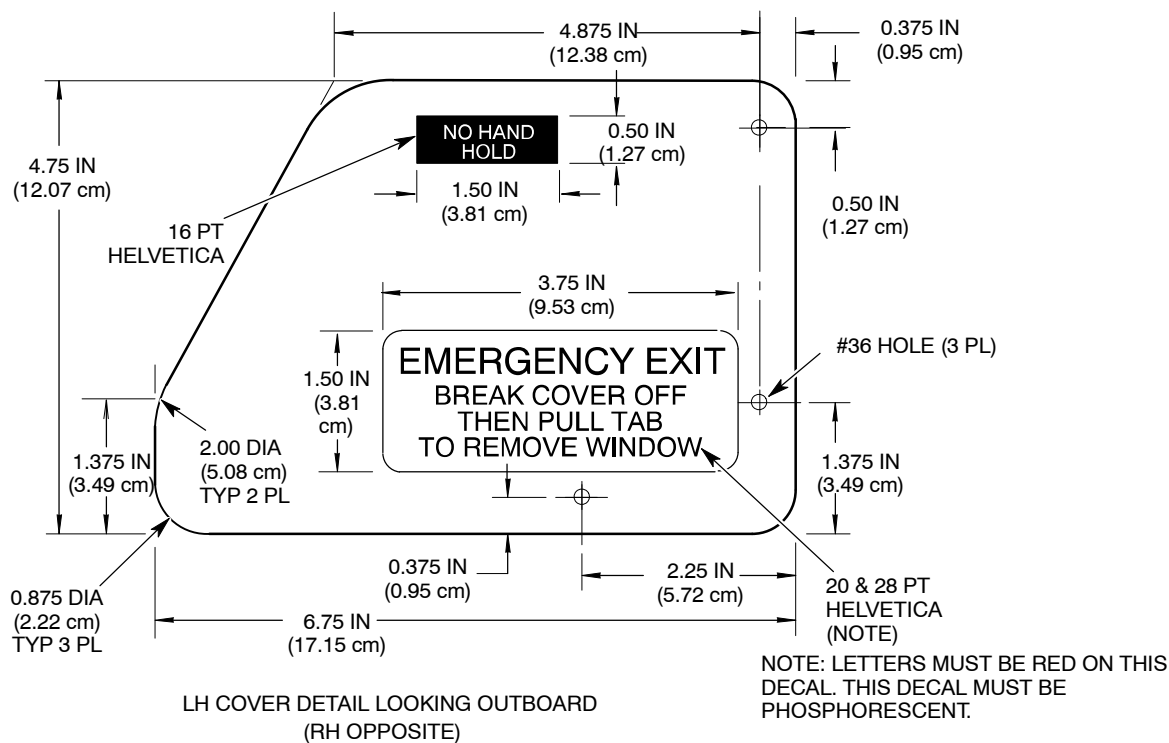 4.875 IN
(12.38 cm)
0.375 IN
(0.95 cm)
4.75 IN
(12.07 cm)
NO HAND
HOLD
0.50 IN
(1.27 cm)
1.50 IN
(3.81 cm)
0.50 IN
(1.27 cm)
16 PT
HELVETICA
3.75 IN
(9.53 cm)
#36 HOLE (3 PL)
1.50 IN
(3.81
cm)
EMERGENCY EXIT
BREAK COVER OFF
THEN PULL TAB
TO REMOVE WINDOW
1.375 IN
(3.49 cm)
2.00 DIA
(5.08 cm)
TYP 2 PL
1.375 IN
(3.49 cm)
0.375 IN
(0.95 cm)
2.25 IN
(5.72 cm)
0.875 DIA
(2.22 cm)
TYP 3 PL
6.75 IN
(17.15 cm)
20 & 28 PT
HELVETICA
(NOTE)
NOTE: LETTERS MUST BE RED ON THIS
DECAL. THIS DECAL MUST BE
PHOSPHORESCENT.
LH COVER DETAIL LOOKING OUTBOARD
(RH OPPOSITE)